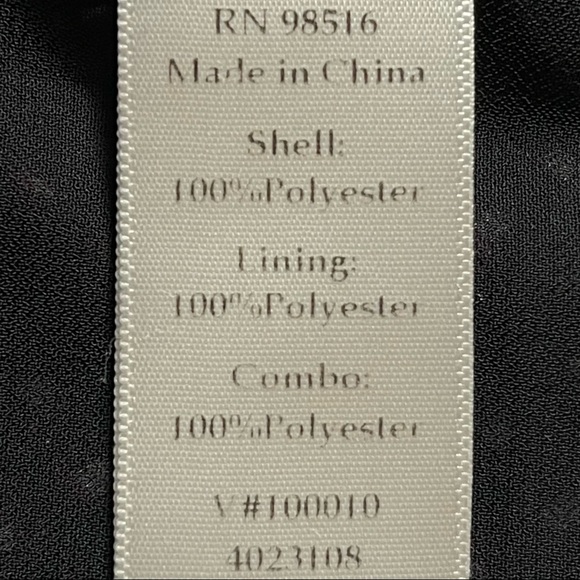 RN 98516
Made in China
Shell:
100%Polyester
Lining:
100%Polyester
Combo:
100%Polyester
V#100010
4023108